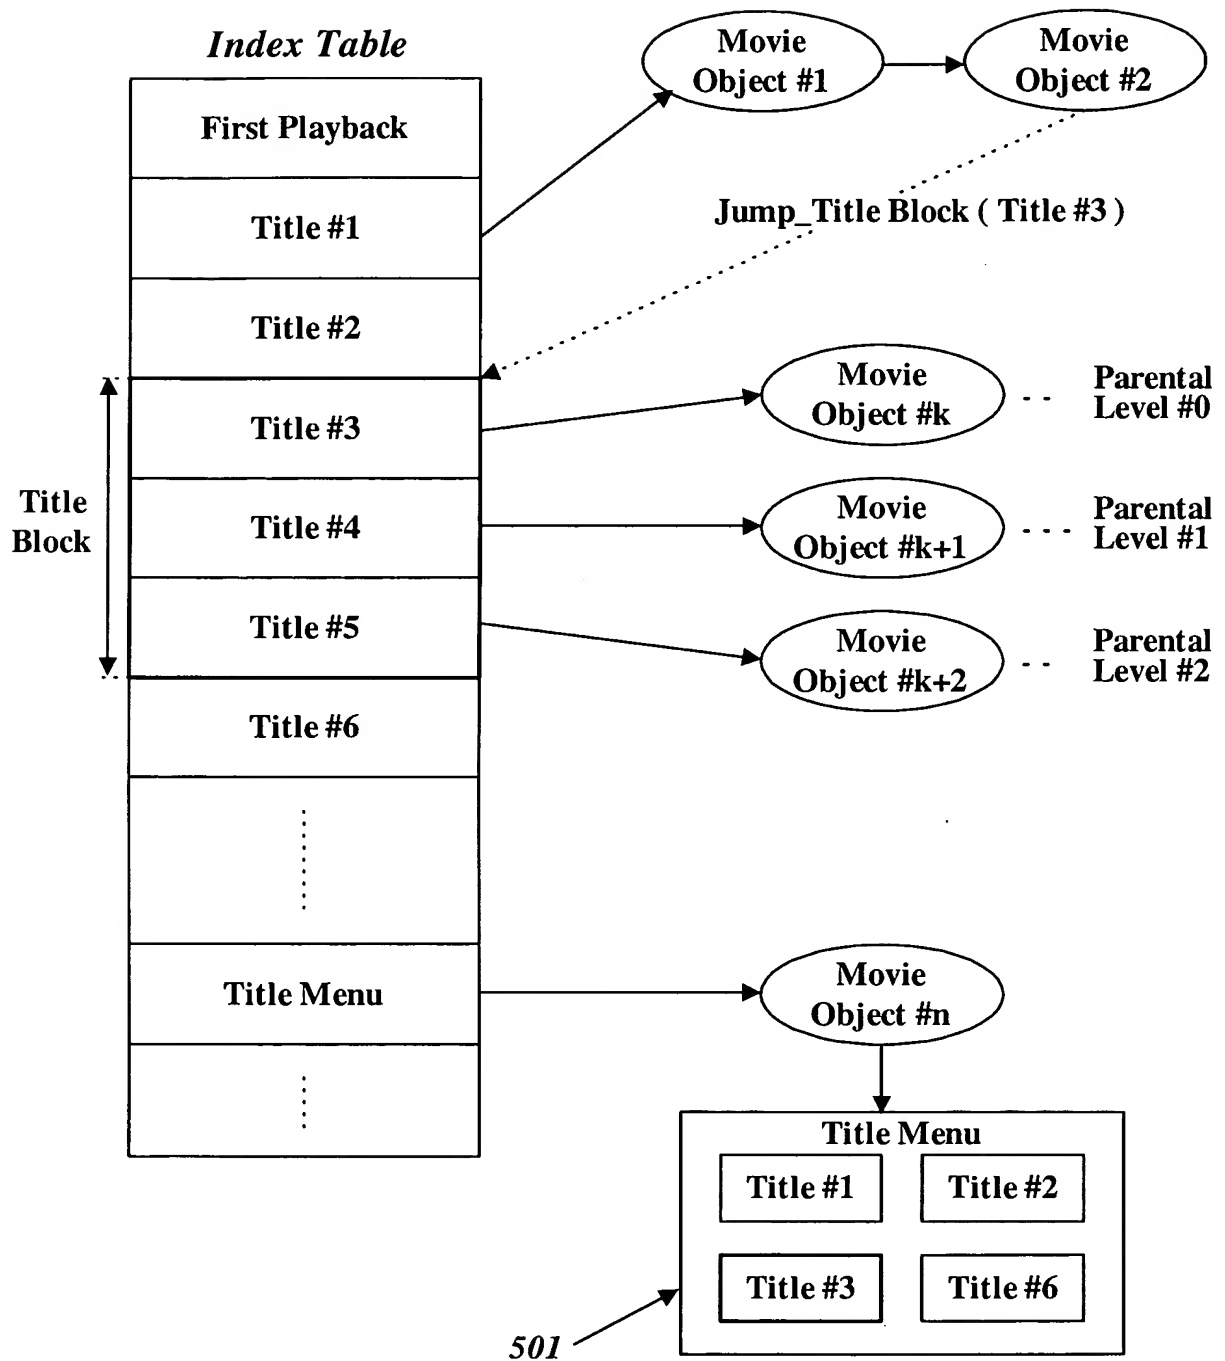 Index Table
First Playback
Title #1
Title #2
Title #3
Title #4
Title #5
Title #6
Title Menu
Title
Block
Movie
Object #1
Movie
Object #2
Jump_Title Block ( Title #3 )
Movie
Object #k
Parental
Level #0
Movie
Object #k+1
Parental
Level #1
Movie
Object #k+2
Parental
Level #2
Movie
Object #n
Title Menu
Title #1
Title #2
Title #3
Title #6
501